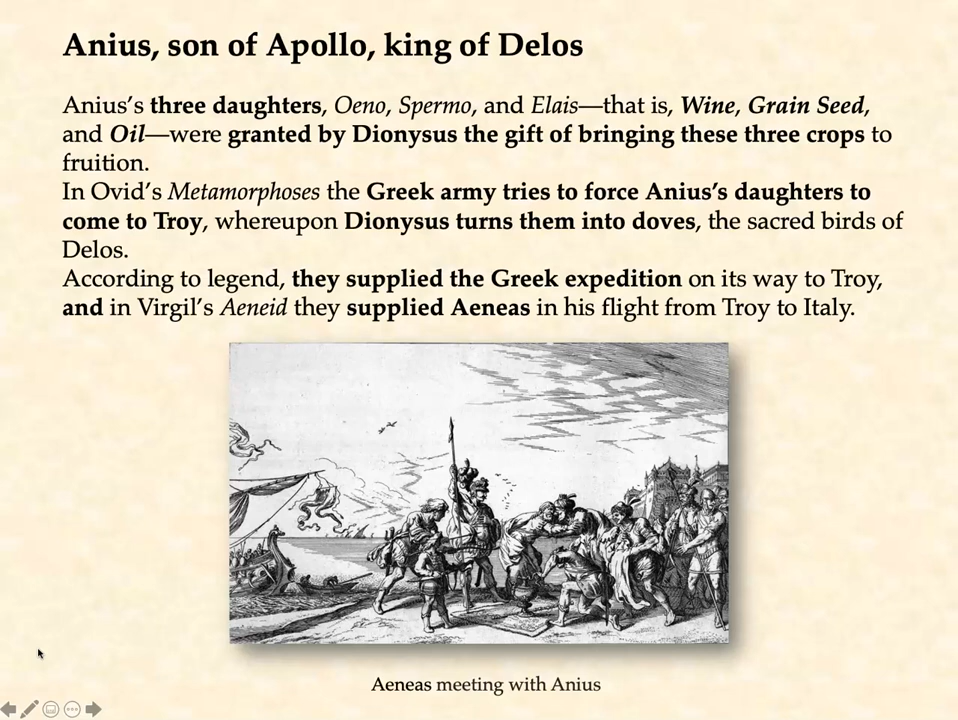 Anius, son of Apollo, king of Delos
Anius’s three daughters, Oeno, Spermo, and Elais—that is, Wine, Grain Seed,
and Oil—were granted by Dionysus the gift of bringing these three crops to
fruition.
In Ovid’s Metamorphoses the Greek army tries to force Anius’s daughters to
come to Troy, whereupon Dionysus turns them into doves, the sacred birds of
Delos.
According to legend, they supplied the Greek expedition on its way to Troy,
and in Virgil’s Aeneid they supplied Aeneas in his flight from Troy to Italy.
Aeneas meeting with Anius